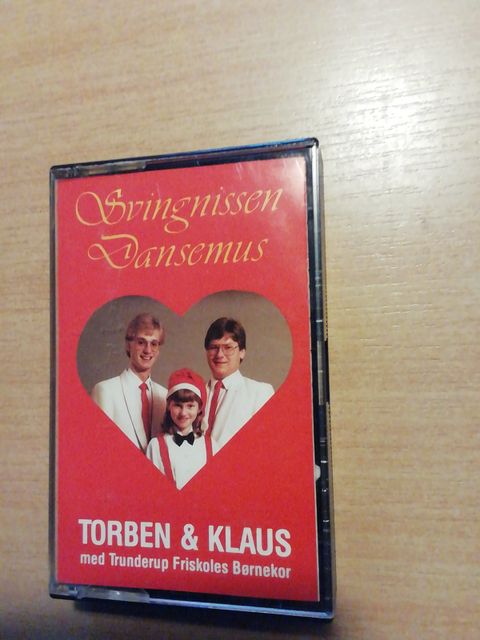 Svingnissen
Dansemus
TORBEN & KLAUS
med Trunderup Friskoles Børnekor